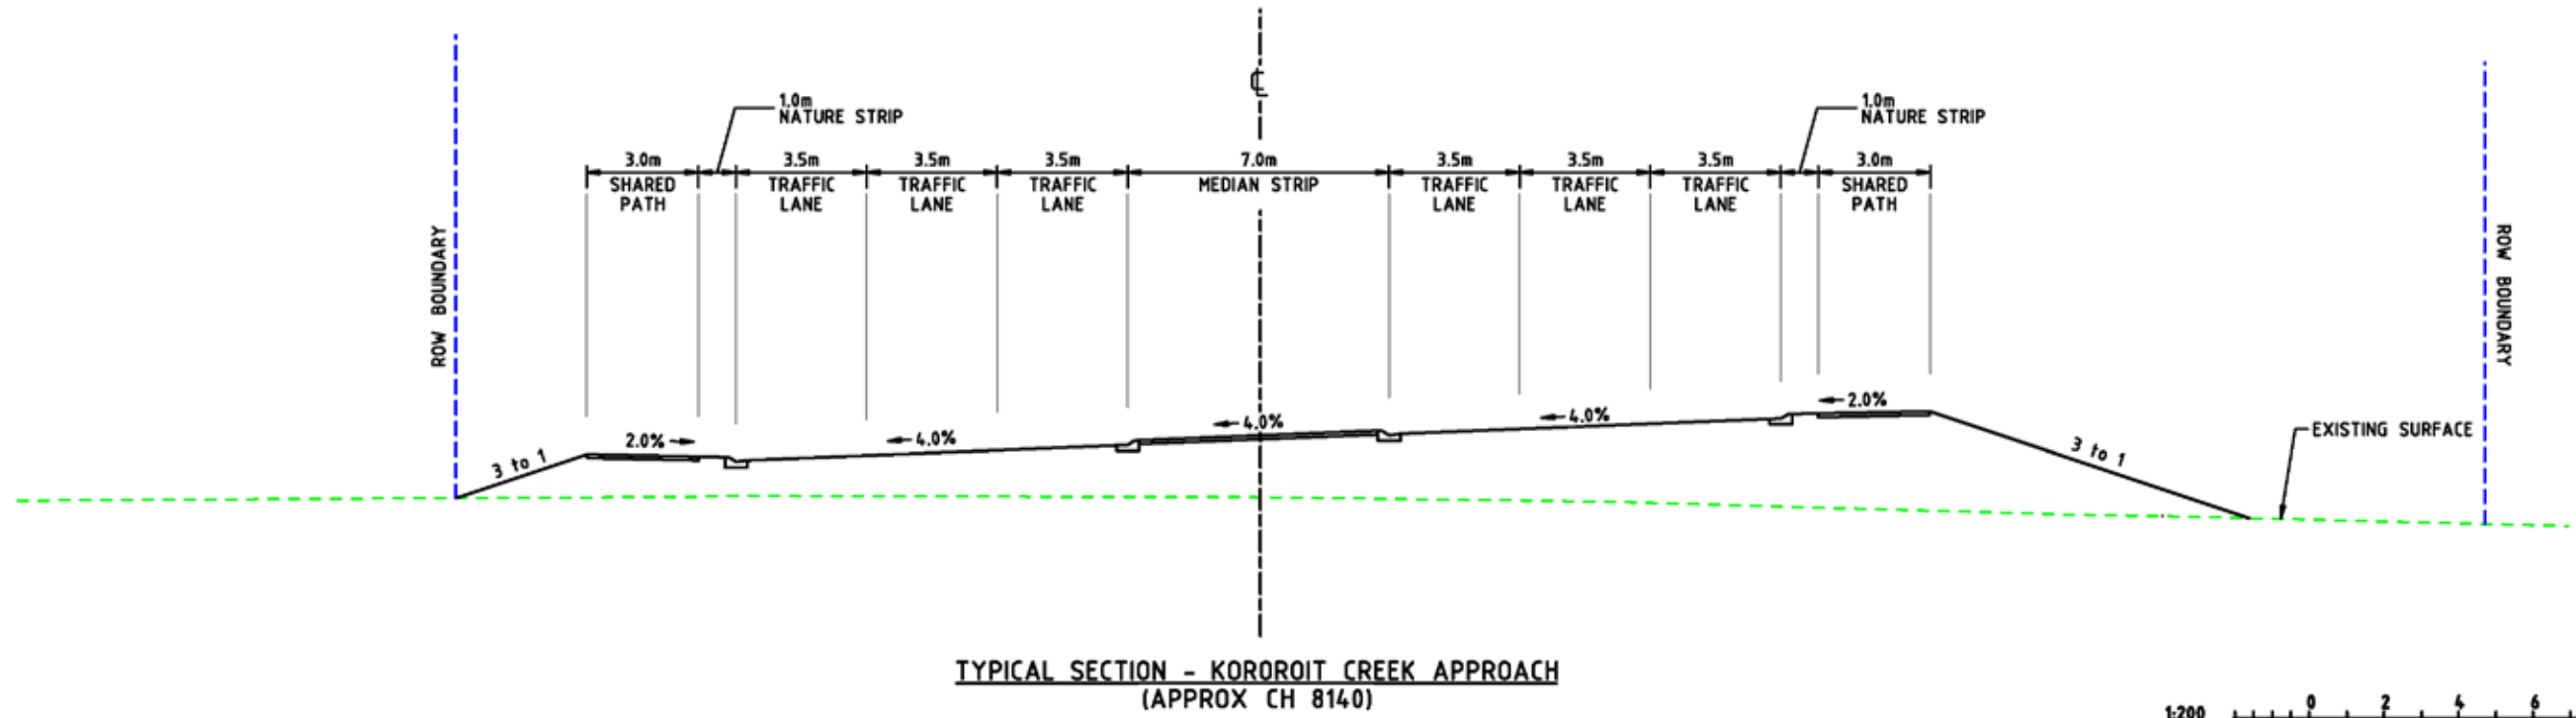 1.0m
NATURE STRIP
1.0m
NATURE STRIP
3.0m
3.5m
3.5m
3.5m
7.0m
3.5m
3.5m
3.5m
3.0m
SHARED
PATH
TRAFFIC
LANE
TRAFFIC
LANE
TRAFFIC
LANE
MEDIAN STRIP
TRAFFIC
LANE
TRAFFIC
LANE
TRAFFIC
LANE
SHARED
PATH
ROW BOUNDARY
ROW BOUNDARY
3 to 1
2.0%
4.0%
4.0%
4.0%
2.0%
3 to 1
EXISTING SURFACE
TYPICAL SECTION - KOROROIT CREEK APPROACH
(APPROX CH 8140)
1:200
0 2 4 6